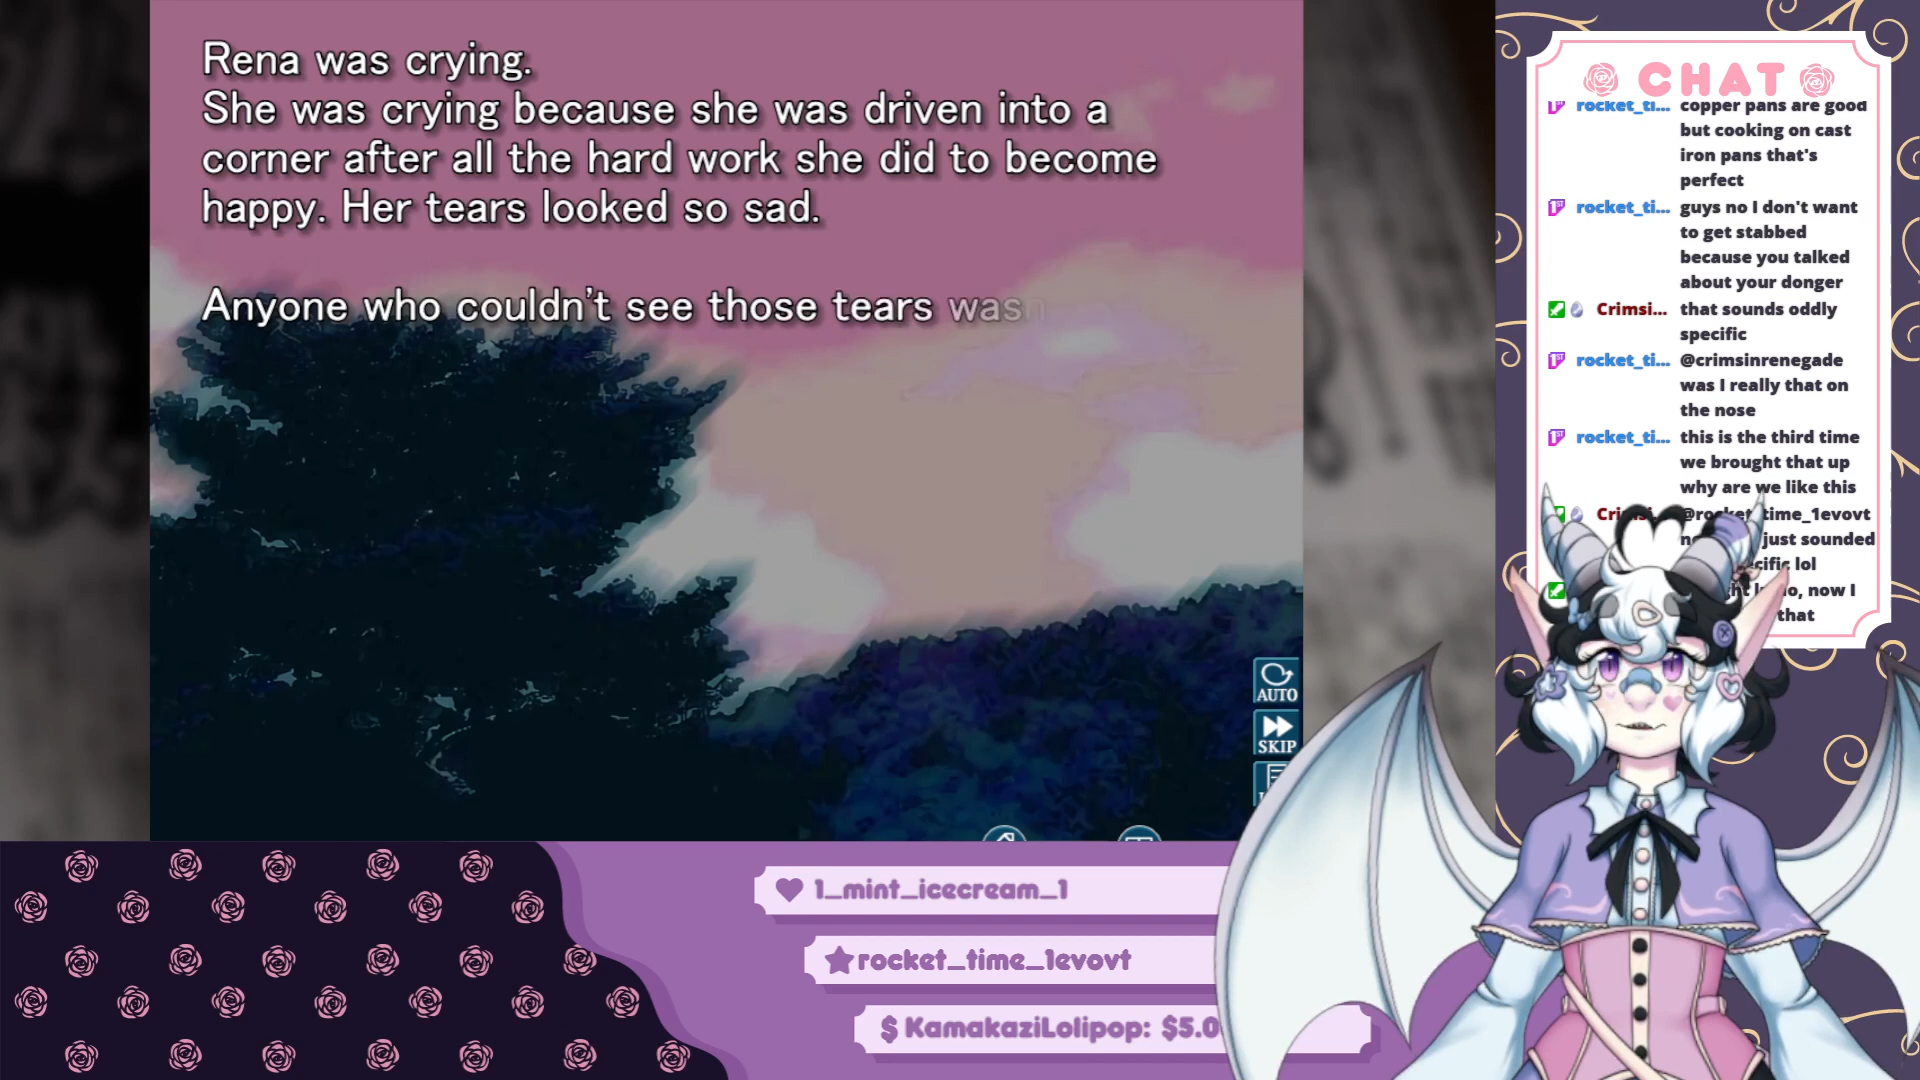 Rena was crying.
She was crying because she was driven into a
corner after all the hard work she did to become
happy. Her tears looked so sad.
Anyone who couldn't see those tears wasn
AUTO
SKIP
CHAT
rocket_ti... copper pans are good
but cooking on cast
iron pans that's
perfect
rocket_ti... guys no I don't want
to get stabbed
because you talked
about your donger
Crimsi... that sounds oddly
specific
rocket_ti... @crimsinrenegade
was I really that on
the nose
rocket_ti... this is the third time
we brought that up
why are we like this
just sounded
lol
now I
that
1_mint_icecream_1
rocket_time_1evovt
$ KamakaziLolipop: $5.0